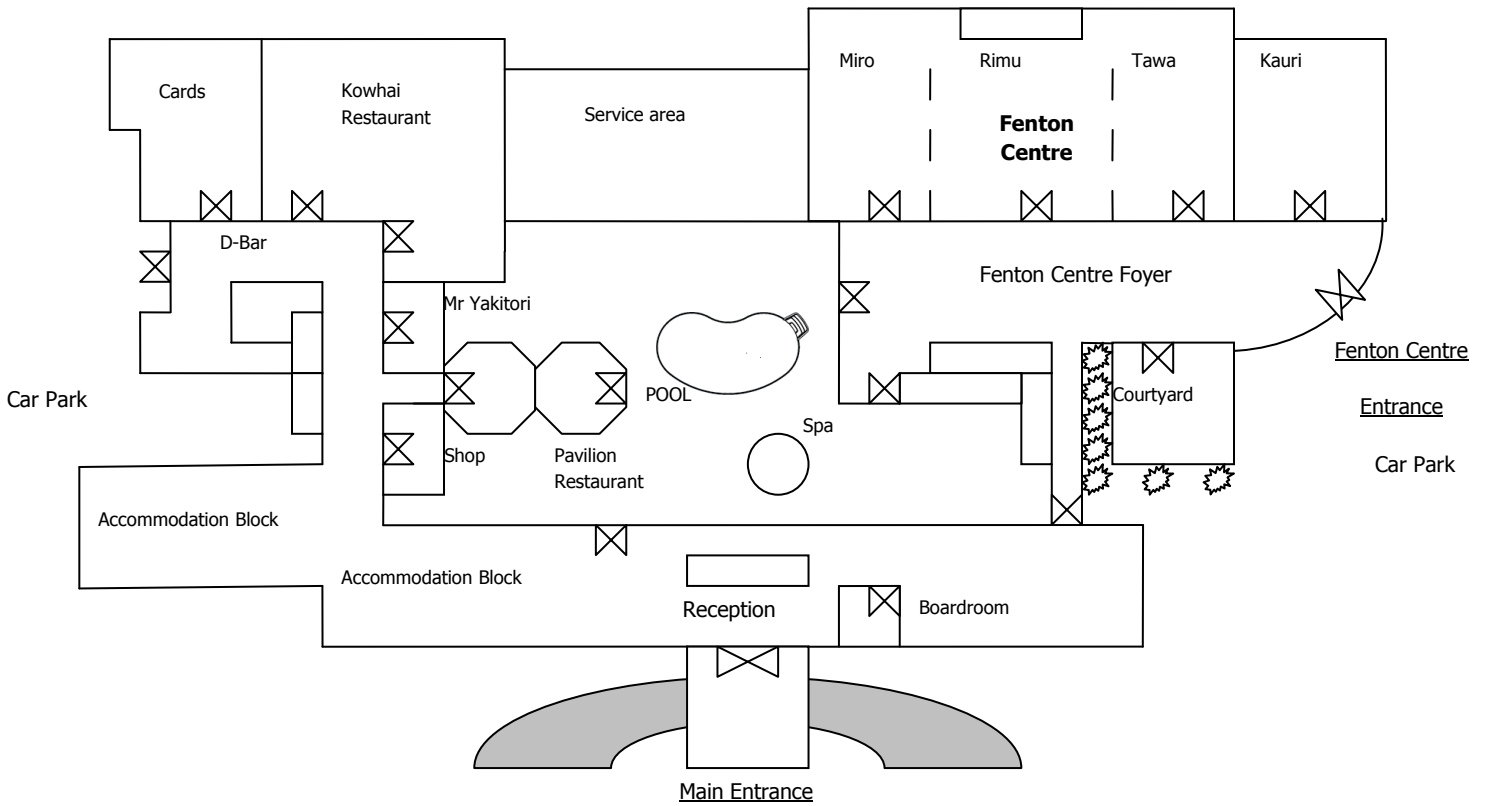 Miro
Rimu
Tawa
Kauri
Cards
Kowhai
Restaurant
Service area
Fenton
Centre
D-Bar
Fenton Centre Foyer
Mr Yakitori
Fenton Centre
Entrance
Car Park
Car Park
POOL
Courtyard
Spa
Shop
Pavilion
Restaurant
Accommodation Block
Accommodation Block
Reception
Boardroom
Main Entrance